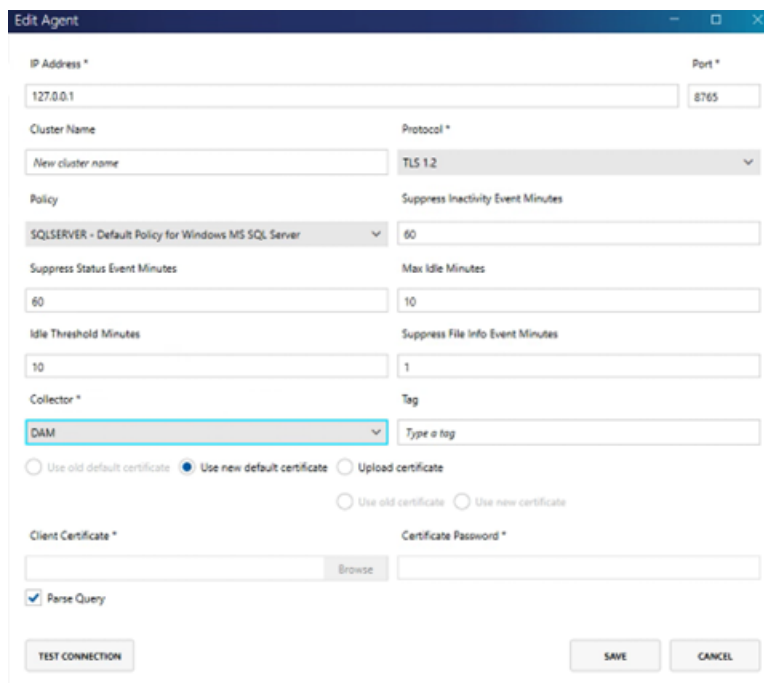 Edit Agent
IP Address * Port *
127.0.0.1 8765
Cluster Name Protocol *
New cluster name TLS 1.2
Policy Suppress Inactivity Event Minutes
SQLSERVER - Default Policy for Windows MS SQL Server 60
Suppress Status Event Minutes Max Idle Minutes
60 10
Idle Threshold Minutes Suppress File Info Event Minutes
10 1
Collector * Tag
DAM Type a tag
Use old default certificate Use new default certificate Upload certificate
Use old certificate Use new certificate
Client Certificate * Certificate Password *
Browse
Parse Query
TEST CONNECTION SAVE CANCEL